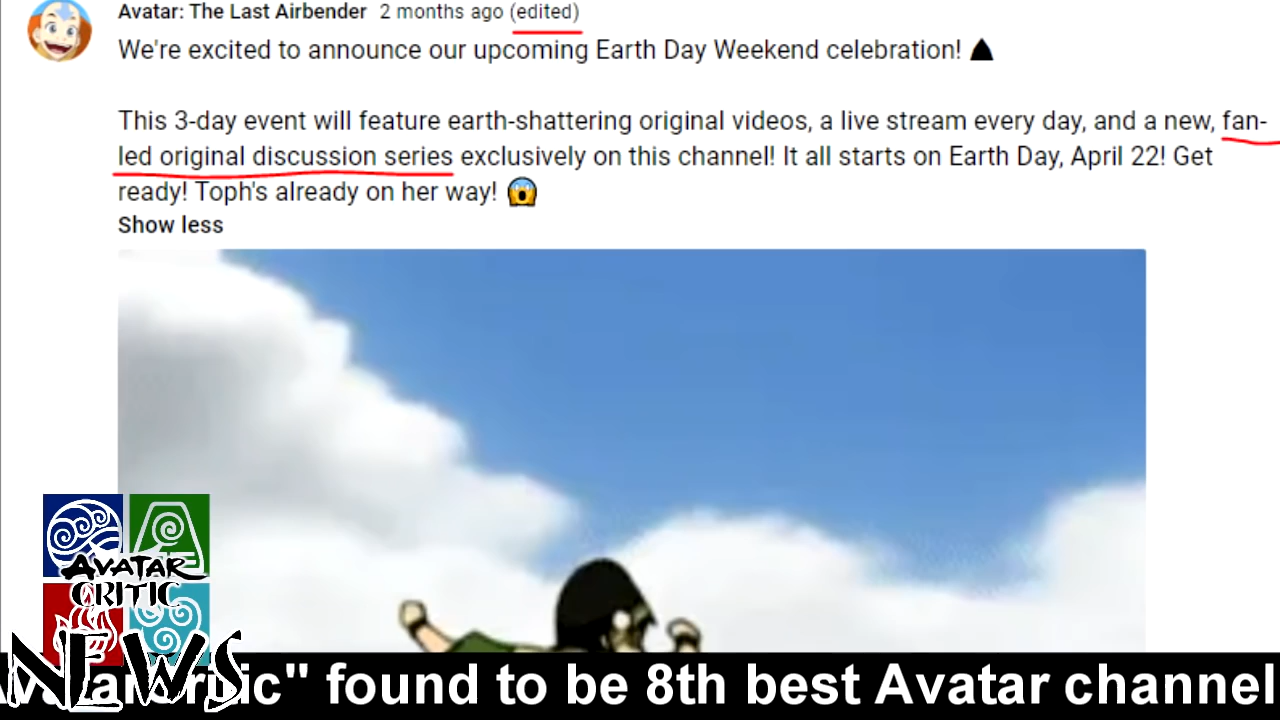 Avatar: The Last Airbender 2 months ago (edited)
We're excited to announce our upcoming Earth Day Weekend celebration!
This 3-day event will feature earth-shattering original videos, a live stream every day, and a new, fan-
led original discussion series exclusively on this channel! It all starts on Earth Day, April 22! Get
ready! Toph's already on her way! 😱
Show less
AVATAR
CRITIC
NEWS
" found to be 8th best Avatar channel